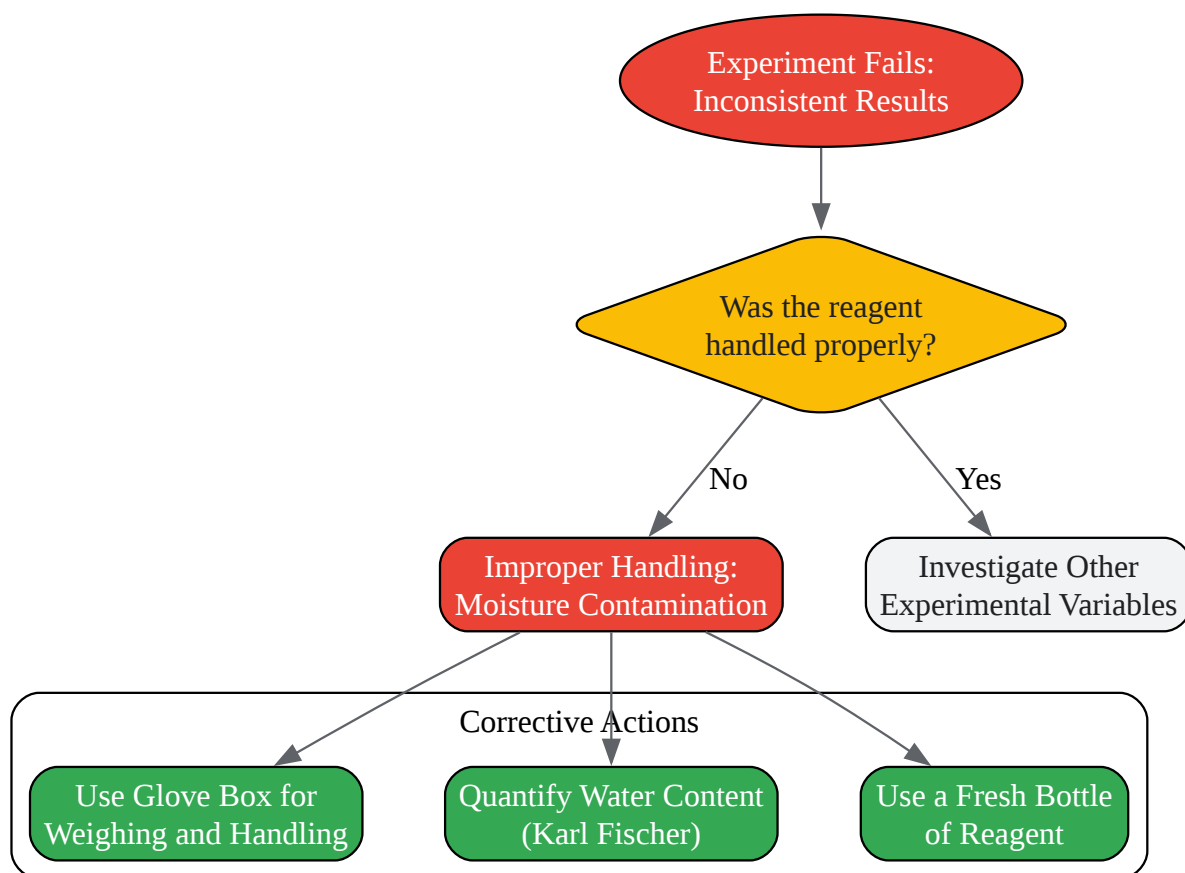 Experiment Fails:
Inconsistent Results
Was the reagent
handled properly?
No
Yes
Improper Handling:
Moisture Contamination
Investigate Other
Experimental Variables
Corrective Actions
Use Glove Box for
Weighing and Handling
Quantify Water Content
(Karl Fischer)
Use a Fresh Bottle
of Reagent